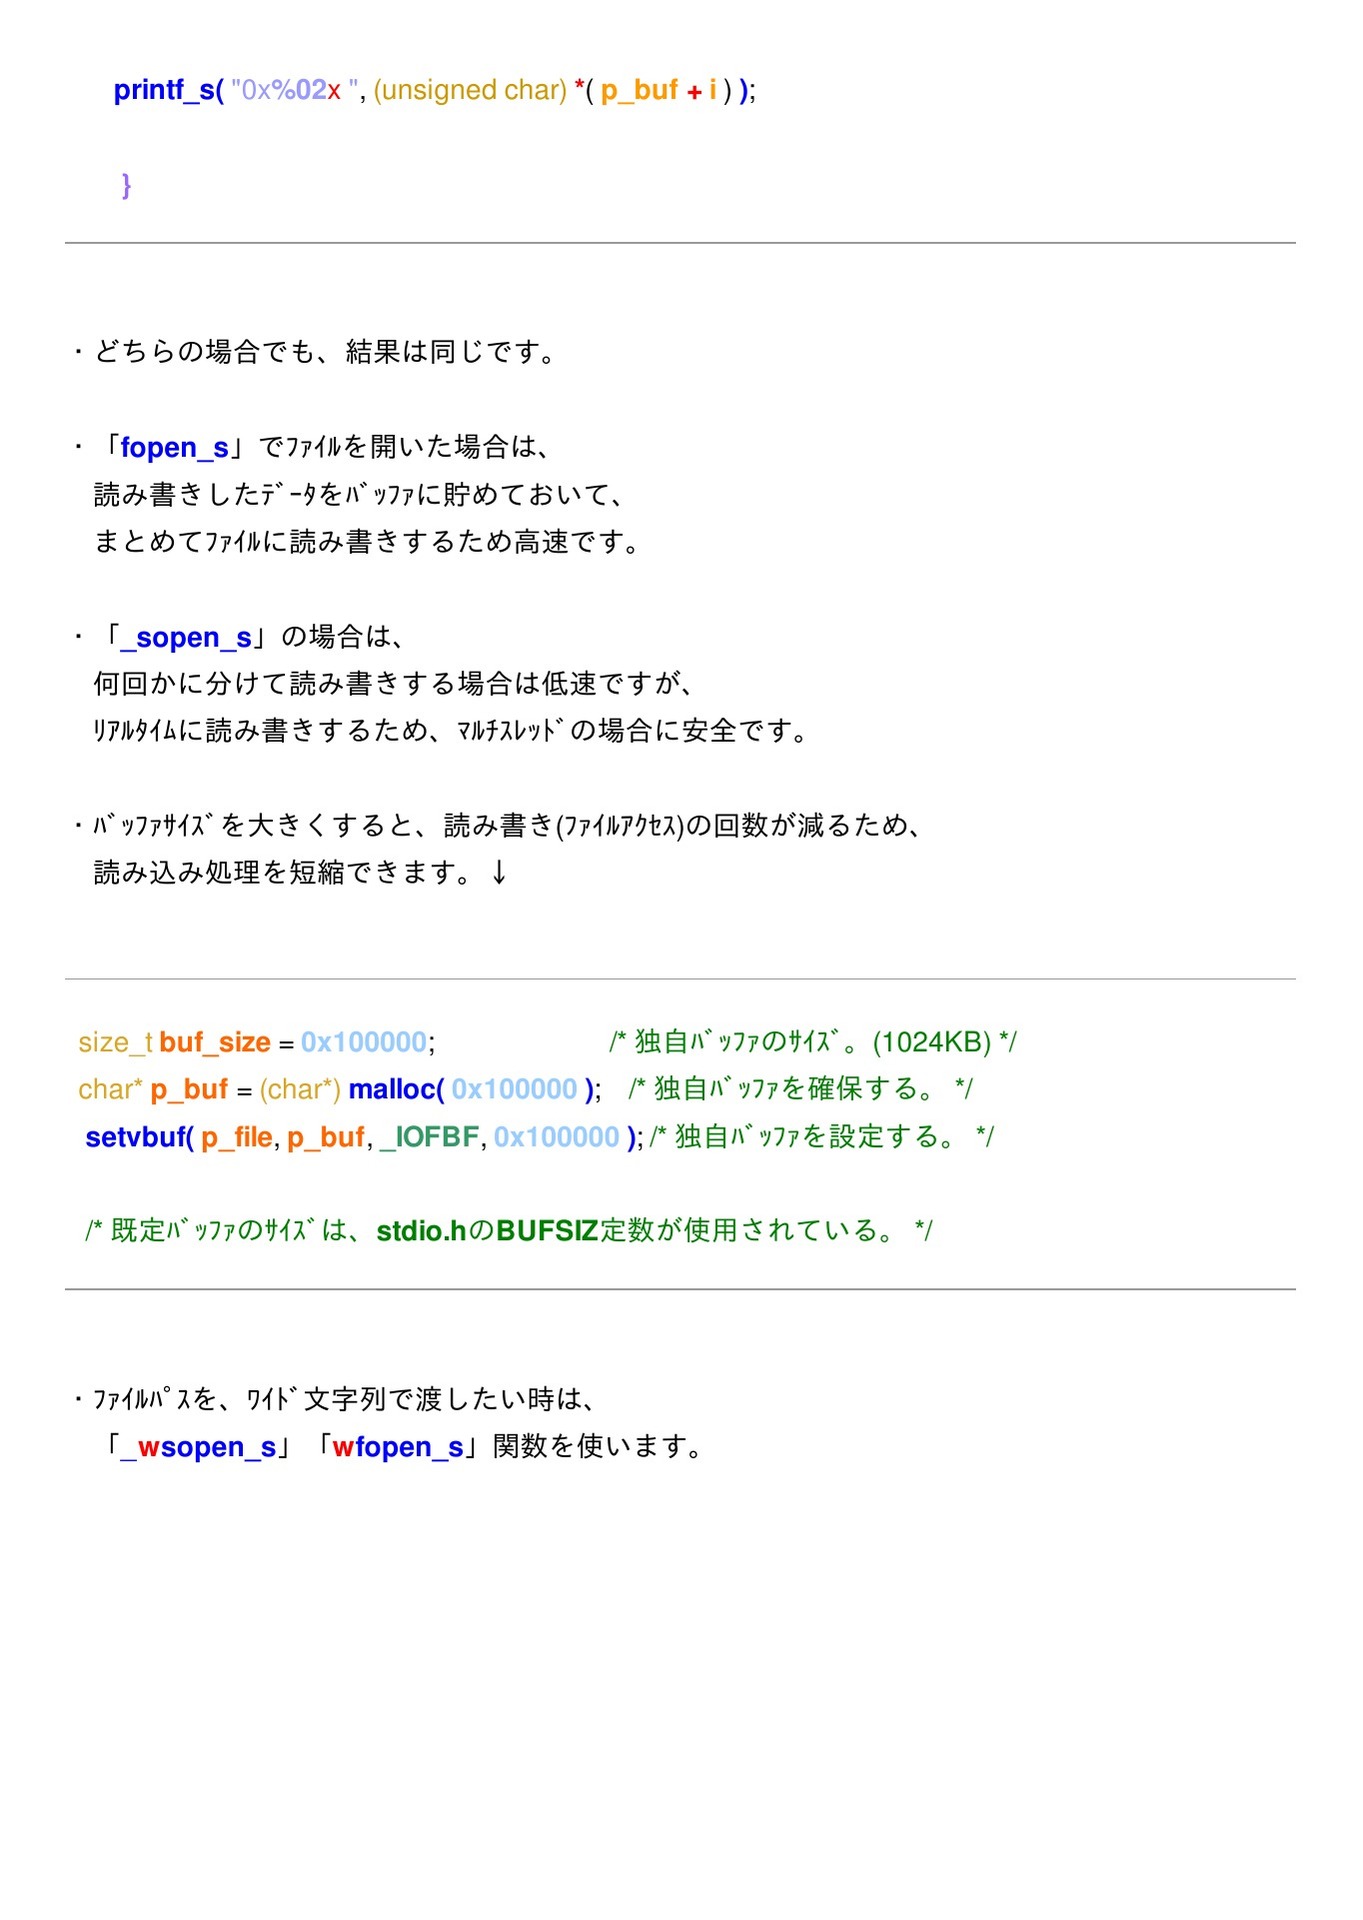 printf_s( "0x%02x ", (unsigned char) *( p_buf + i ) );
}
・どちらの場合でも、結果は同じです。
・「fopen_s」でﾌｧｲﾙを開いた場合は、
読み書きしたﾃﾞｰﾀをﾊﾞｯﾌｧに貯めておいて、
まとめてﾌｧｲﾙに読み書きするため高速です。
・「_sopen_s」の場合は、
何回かに分けて読み書きする場合は低速ですが、
ﾘｱﾙﾀｲﾑに読み書きするため、ﾏﾙﾁｽﾚｯﾄﾞの場合に安全です。
・ﾊﾞｯﾌｧｻｲｽﾞを大きくすると、読み書き(ﾌｧｲﾙｱｸｾｽ)の回数が減るため、
読み込み処理を短縮できます。↓
size_t buf_size = 0x100000; /* 独自ﾊﾞｯﾌｧのｻｲｽﾞ。(1024KB) */
char* p_buf = (char*) malloc( 0x100000 ); /* 独自ﾊﾞｯﾌｧを確保する。 */
setvbuf( p_file, p_buf, _IOFBF, 0x100000 ); /* 独自ﾊﾞｯﾌｧを設定する。 */
/* 既定ﾊﾞｯﾌｧのｻｲｽﾞは、stdio.hのBUFSIZ定数が使用されている。 */
・ﾌｧｲﾙﾊﾟｽを、ﾜｲﾄﾞ文字列で渡したい時は、
「_wsopen_s」「wfopen_s」関数を使います。